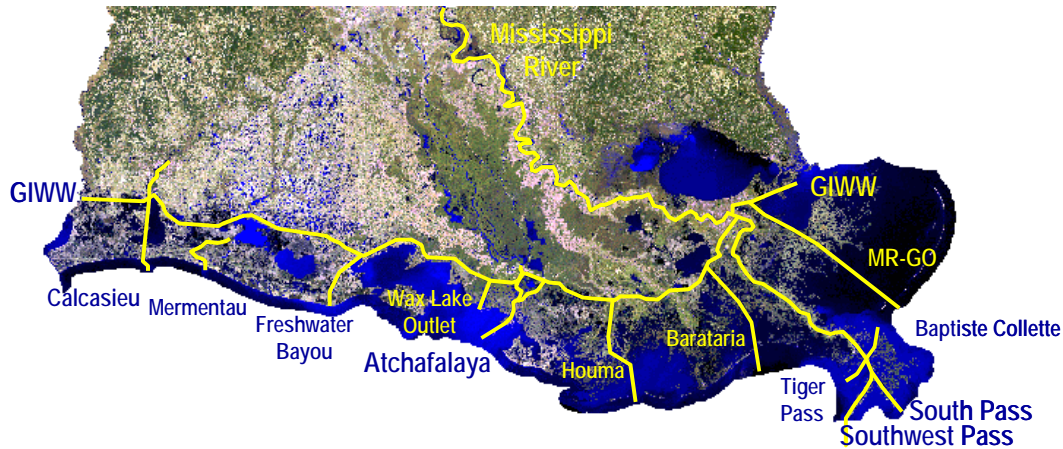 Mississippi
River
GIWW
GIWW
MR-GO
Calcasieu
Mermentau
Freshwater
Bayou
Wax Lake
Outlet
Atchafalaya
Houma
Barataria
Baptiste Collette
Tiger
Pass
South Pass
Southwest Pass